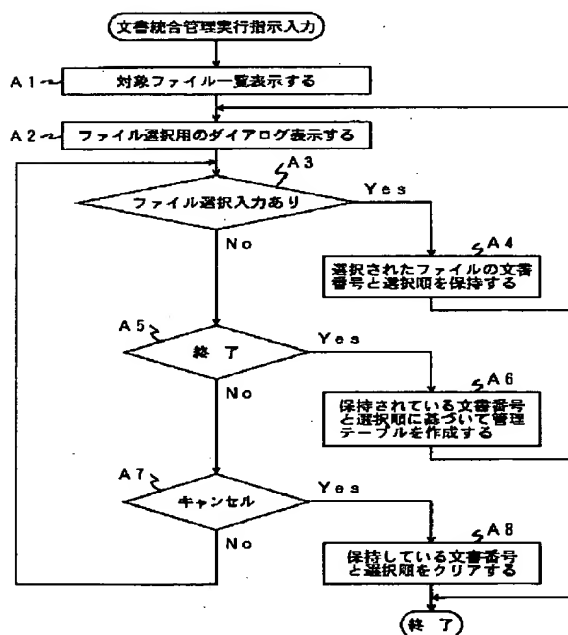 文書統合管理実行指示入力
A1
対象ファイル一覧表示する
A2
ファイル選択用のダイアログ表示する
A3
ファイル選択入力あり
Yes
No
A4
選択されたファイルの文書
番号と選択順を保持する
A5
終了
Yes
No
A6
保持されている文書番号
と選択順に基づいて管理
テーブルを作成する
A7
キャンセル
Yes
No
A8
保持している文書番号
と選択順をクリアする
終了